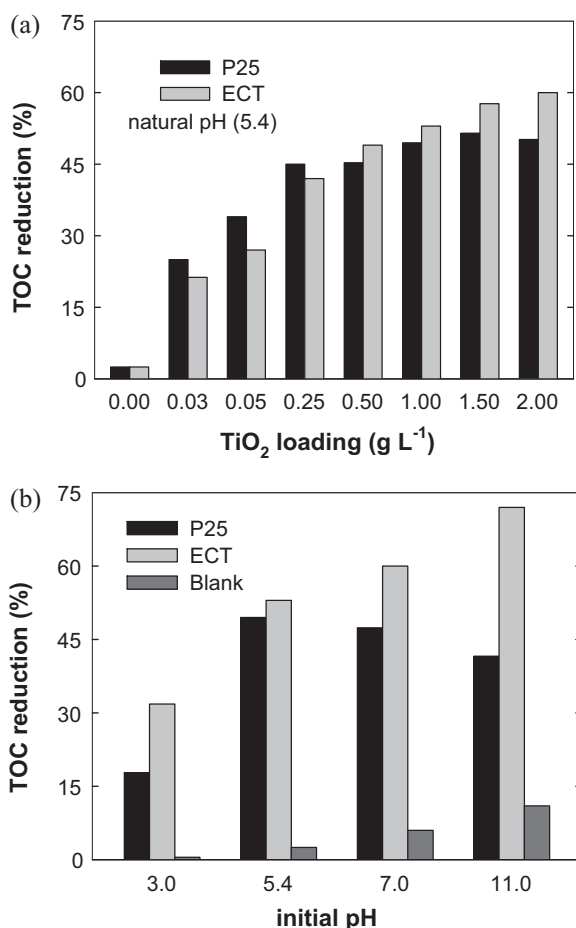 (a)
75
60
45
30
15
0
TOC reduction (%)
P25
ECT
natural pH (5.4)
0.00 0.03 0.05 0.25 0.50 1.00 1.50 2.00
TiO₂ loading (g L⁻¹)
(b)
75
60
45
30
15
0
TOC reduction (%)
P25
ECT
Blank
3.0 5.4 7.0 11.0
initial pH